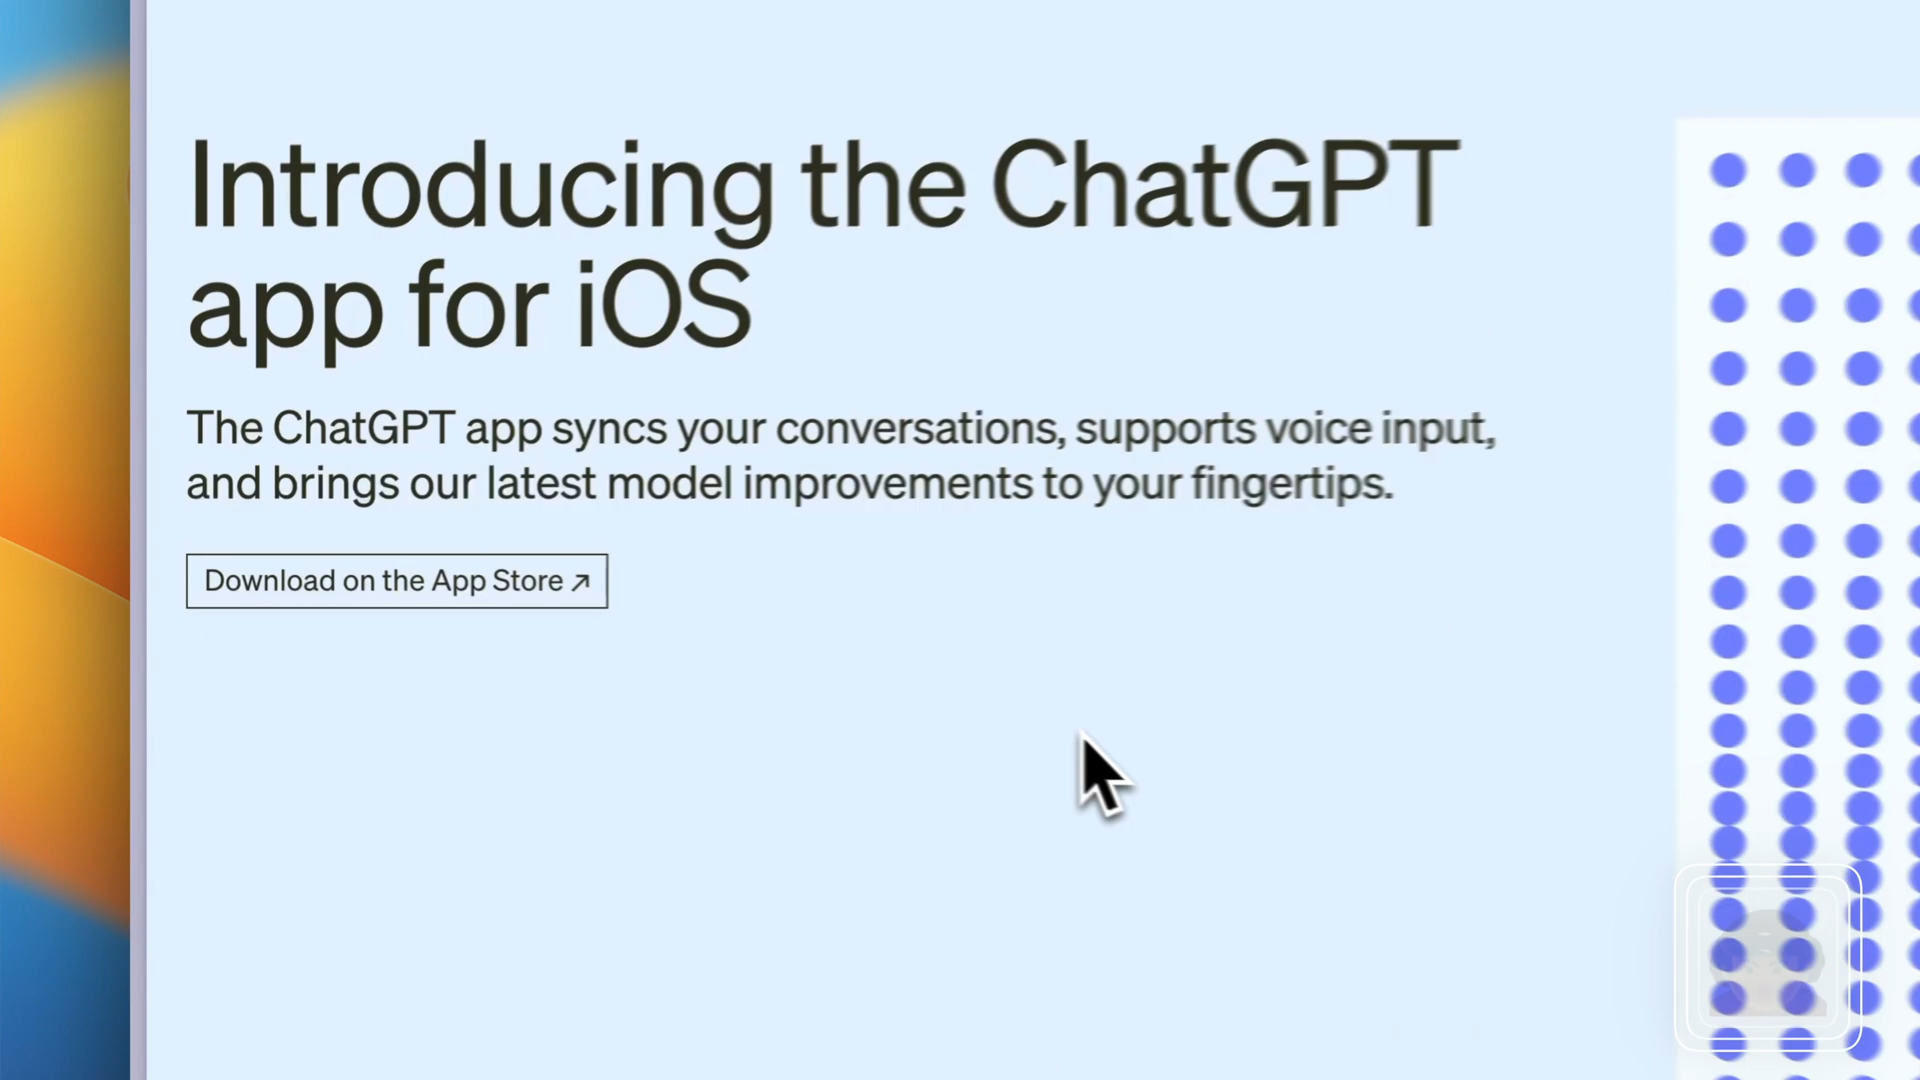 Introducing the ChatGPT
app for iOS
The ChatGPT app syncs your conversations, supports voice input,
and brings our latest model improvements to your fingertips.
Download on the App Store ↗